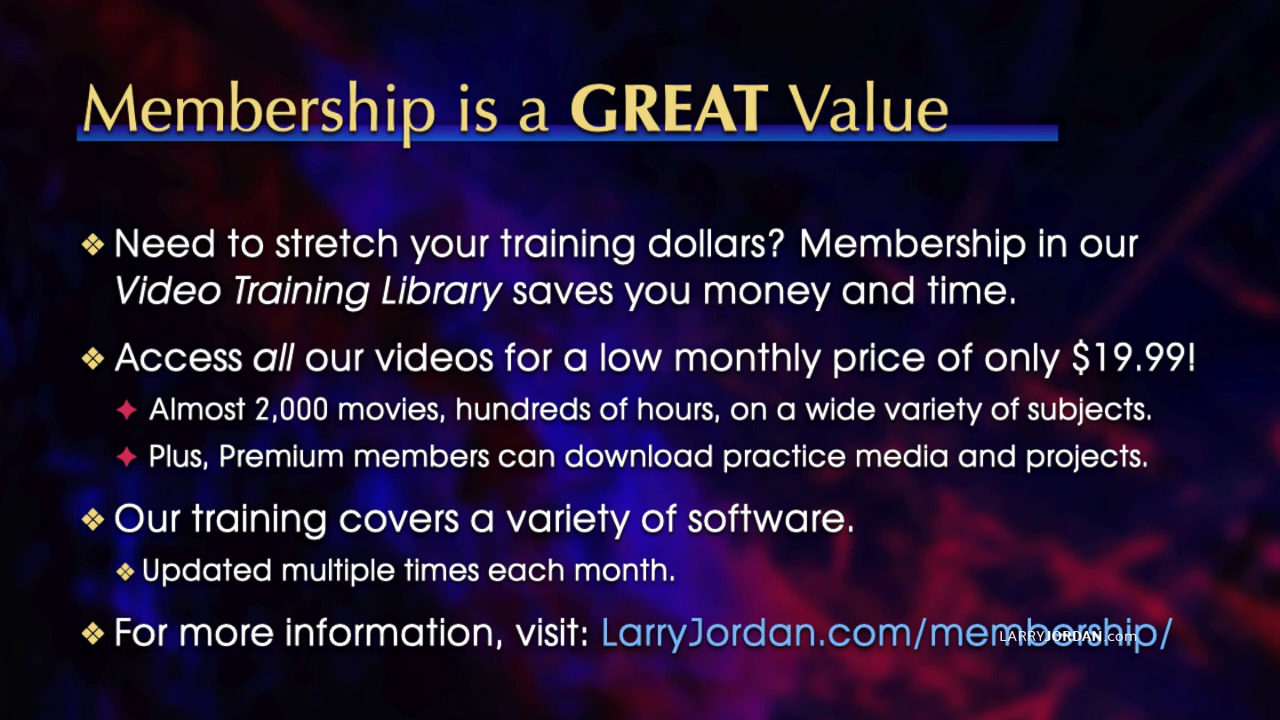 Membership is a GREAT Value
❖ Need to stretch your training dollars? Membership in our
Video Training Library saves you money and time.
❖ Access all our videos for a low monthly price of only $19.99!
✦ Almost 2,000 movies, hundreds of hours, on a wide variety of subjects.
✦ Plus, Premium members can download practice media and projects.
❖ Our training covers a variety of software.
❖ Updated multiple times each month.
❖ For more information, visit: LarryJordan.com/membership/
LARRYJORDAN.com